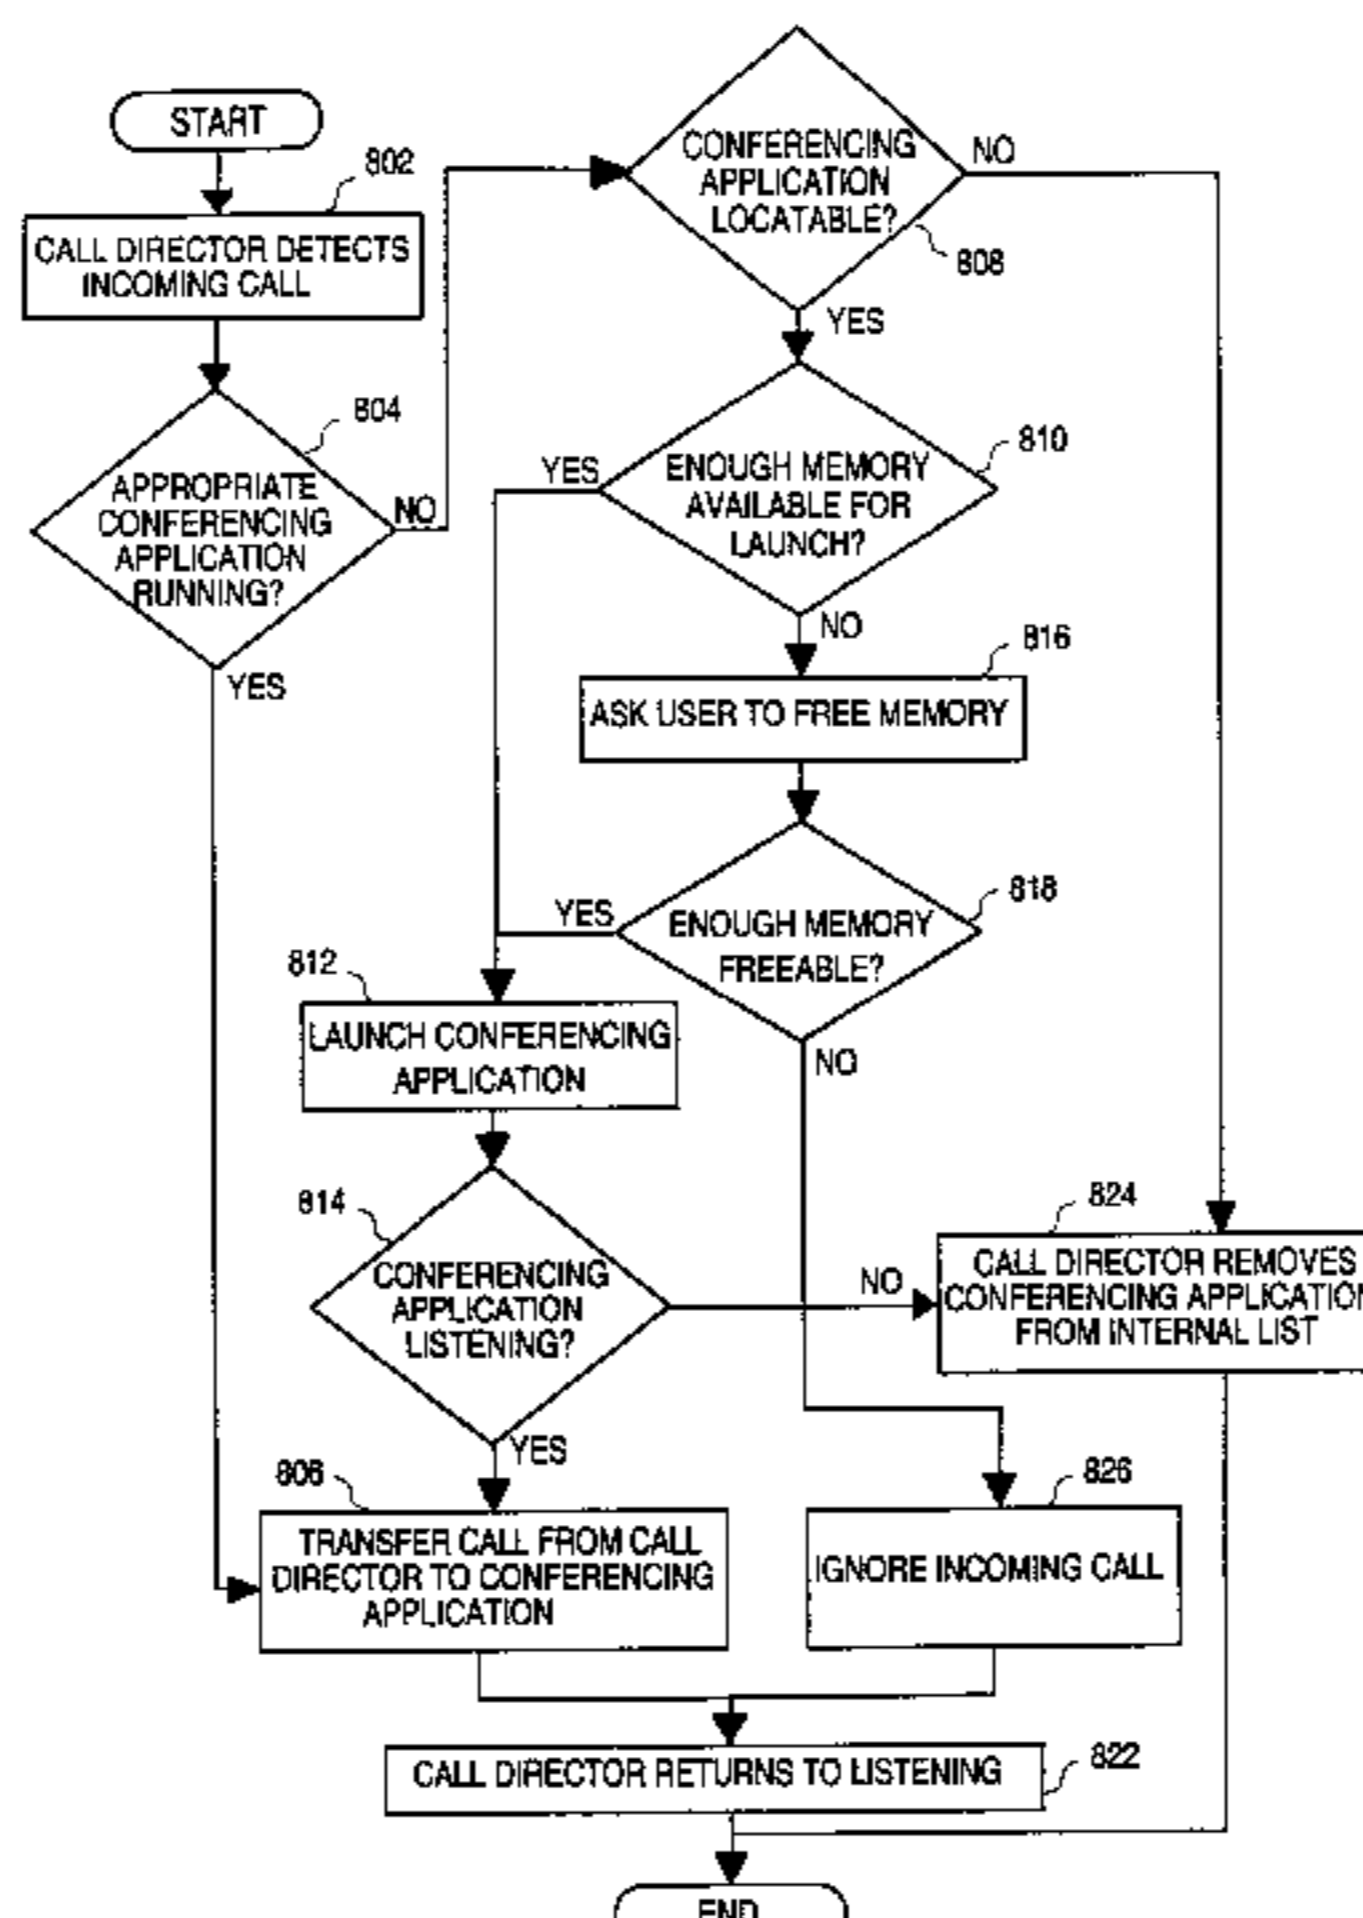 START
802
CALL DIRECTOR DETECTS
INCOMING CALL
804
APPROPRIATE
CONFERENCING
APPLICATION
RUNNING?
NO
YES
CONFERENCING
APPLICATION
LOCATABLE?
NO
808
YES
810
ENOUGH MEMORY
AVAILABLE FOR
LAUNCH?
YES
NO
816
ASK USER TO FREE MEMORY
818
ENOUGH MEMORY
FREEABLE?
YES
NO
812
LAUNCH CONFERENCING
APPLICATION
814
CONFERENCING
APPLICATION
LISTENING?
NO
YES
824
CALL DIRECTOR REMOVES
CONFERENCING APPLICATION
FROM INTERNAL LIST
806
TRANSFER CALL FROM CALL
DIRECTOR TO CONFERENCING
APPLICATION
826
IGNORE INCOMING CALL
CALL DIRECTOR RETURNS TO LISTENING
822
END